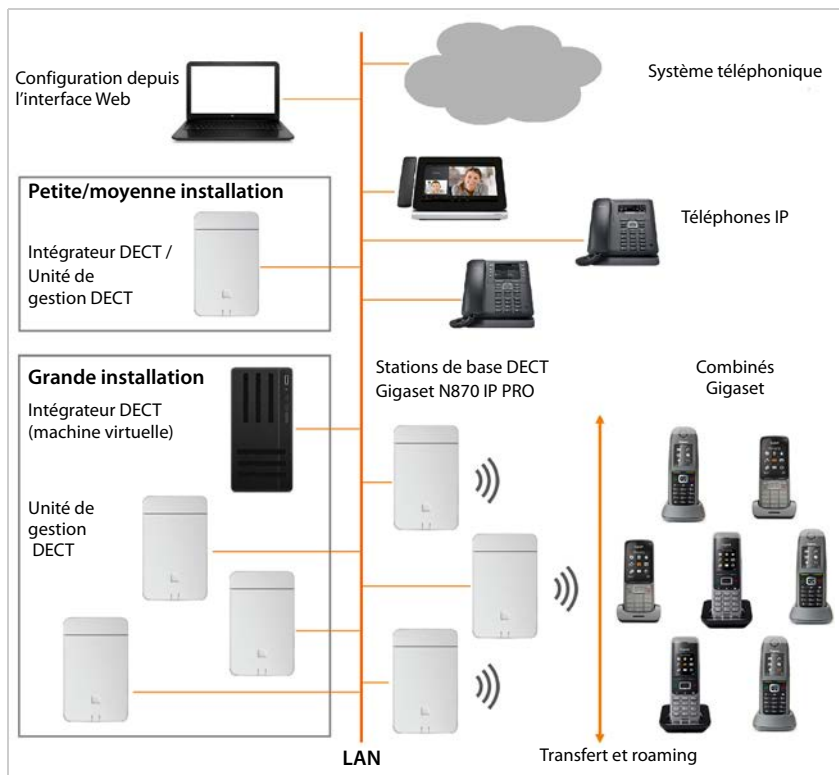 Configuration depuis
l'interface Web
Système téléphonique
Petite/moyenne installation
Intégrateur DECT /
Unité de
gestion DECT
Téléphones IP
Grande installation
Intégrateur DECT
(machine virtuelle)
Unité de
gestion
DECT
Stations de base DECT
Gigaset N870 IP PRO
Combinés
Gigaset
LAN
Transfert et roaming